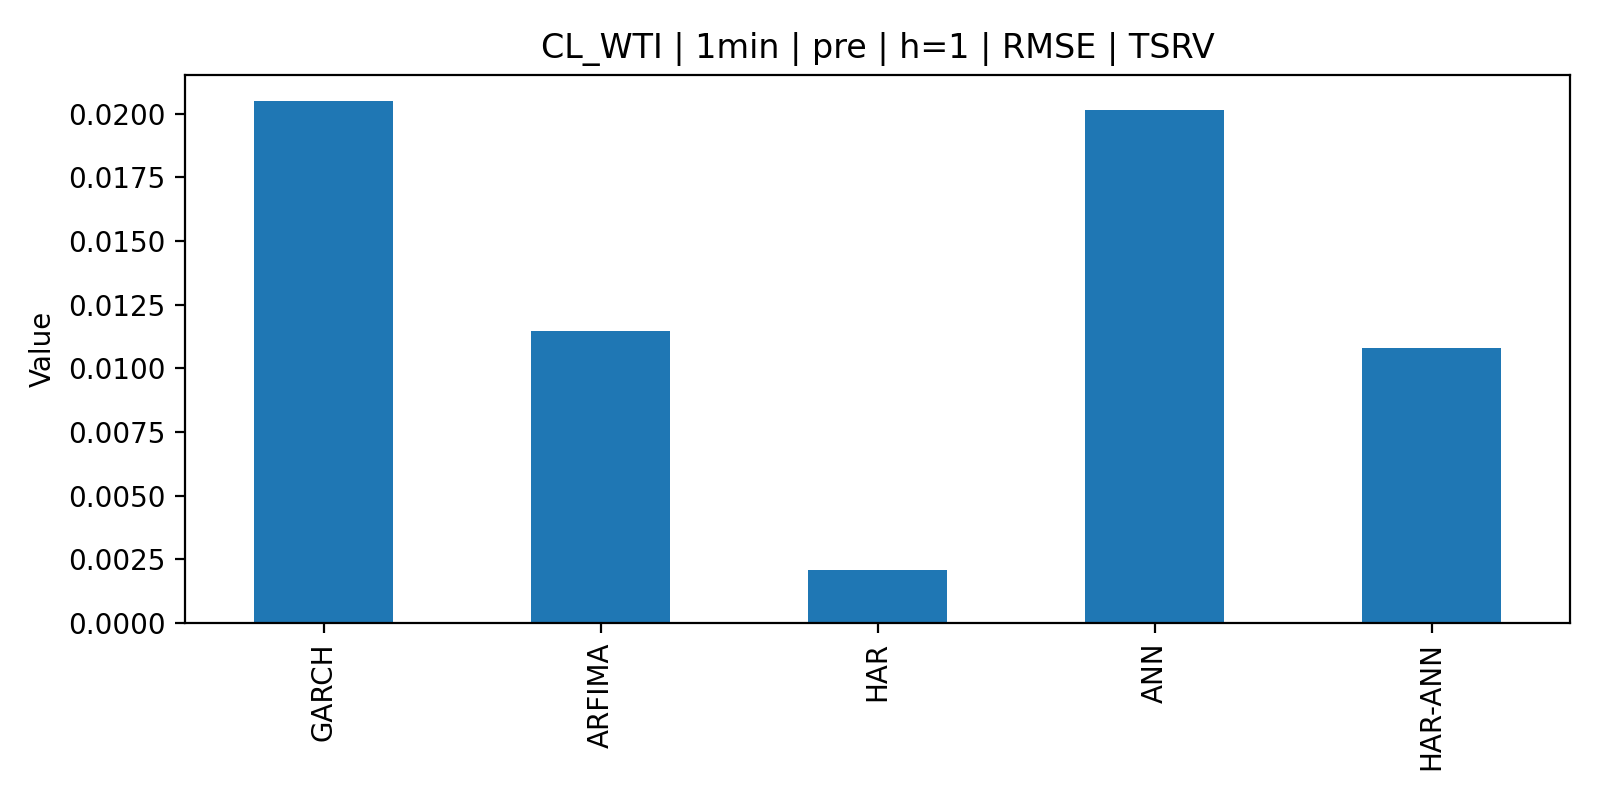 CL_WTI | 1min | pre | h=1 | RMSE | TSRV
Value
0.0200
0.0175
0.0150
0.0125
0.0100
0.0075
0.0050
0.0025
0.0000
GARCH
ARFIMA
HAR
ANN
HAR-ANN